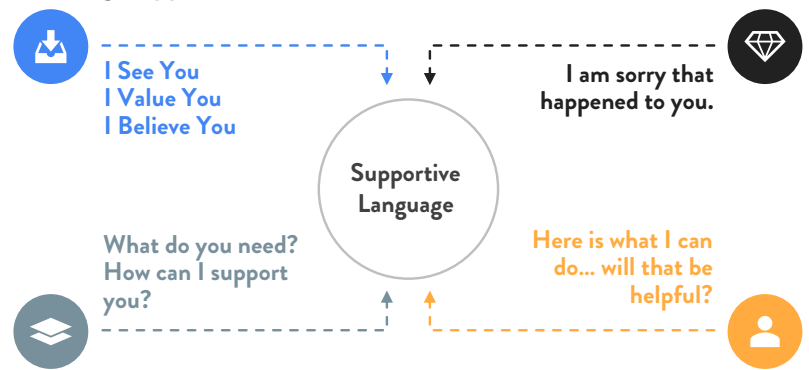 I See You
I Value You
I Believe You
I am sorry that
happened to you.
Supportive
Language
What do you need?
How can I support
you?
Here is what I can
do... will that be
helpful?